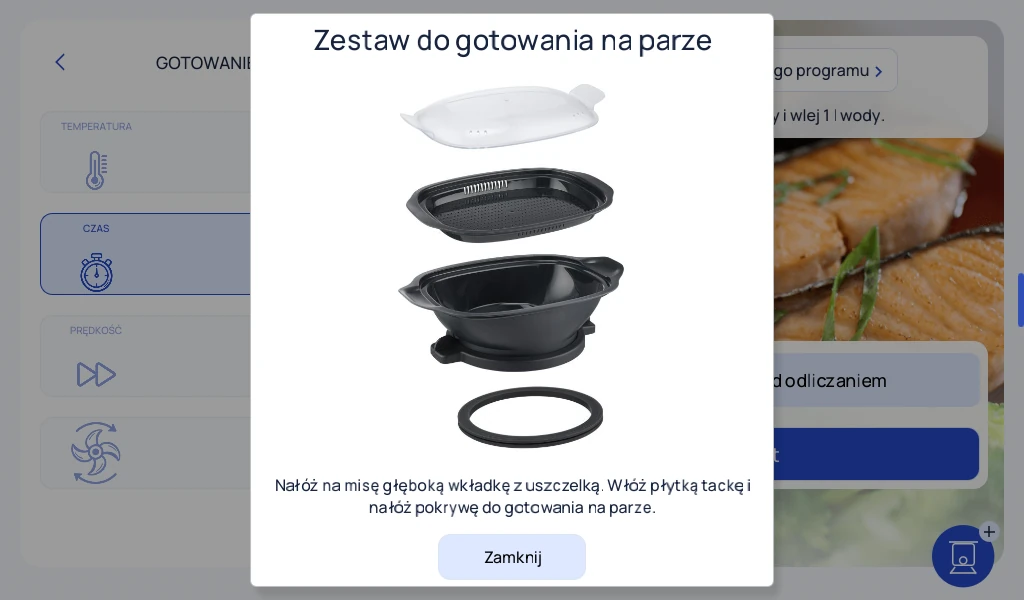 Zestaw do gotowania na parze
GOTOWANIE
TEMPERATURA
CZAS
PRĘDKOŚĆ
programu
i wlej 1 l wody.
odliczaniem
Nałóż na misę głęboką wkładkę z uszczelką. Włóż płytką tackę i
nałóż pokrywę do gotowania na parze.
Zamknij